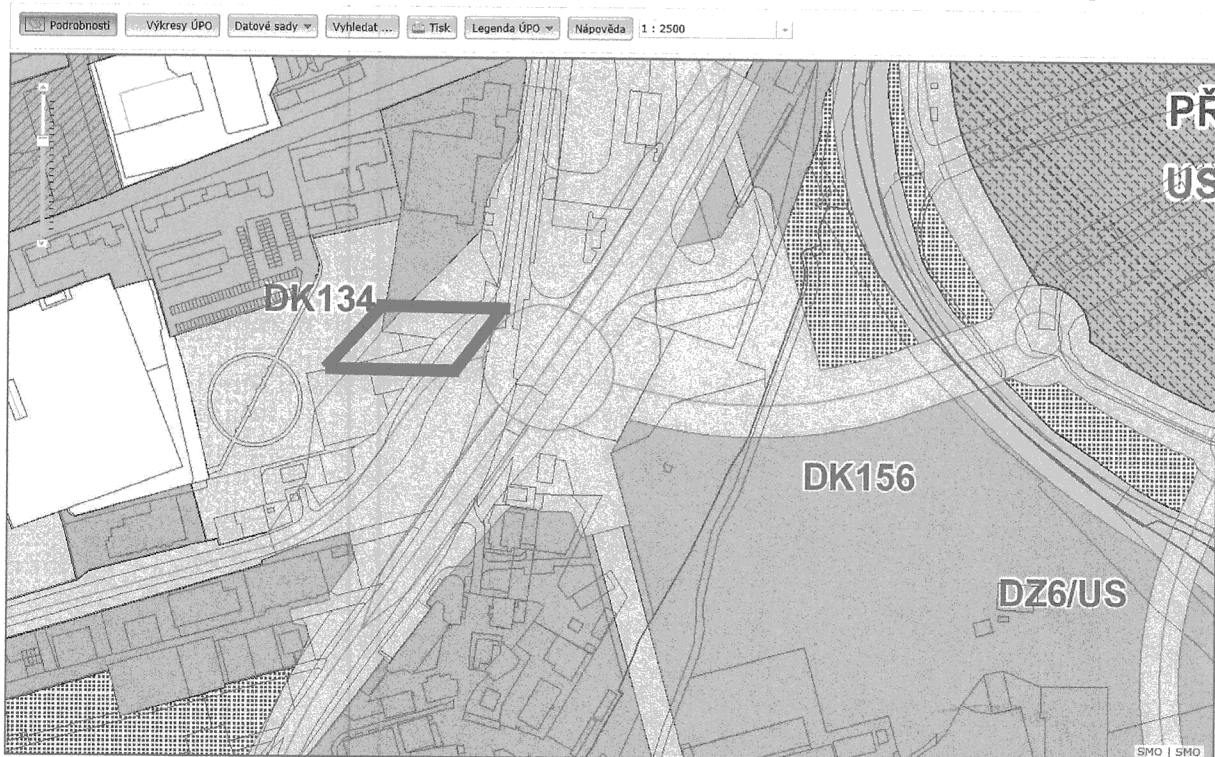 Podrobnosti Výkresy ÚPO Datové sady Vyhledat ... Tisk Legenda ÚPO Nápověda 1 : 2500
PŘ
US
DK134
DK156
DZ6/US
SMO | SMO